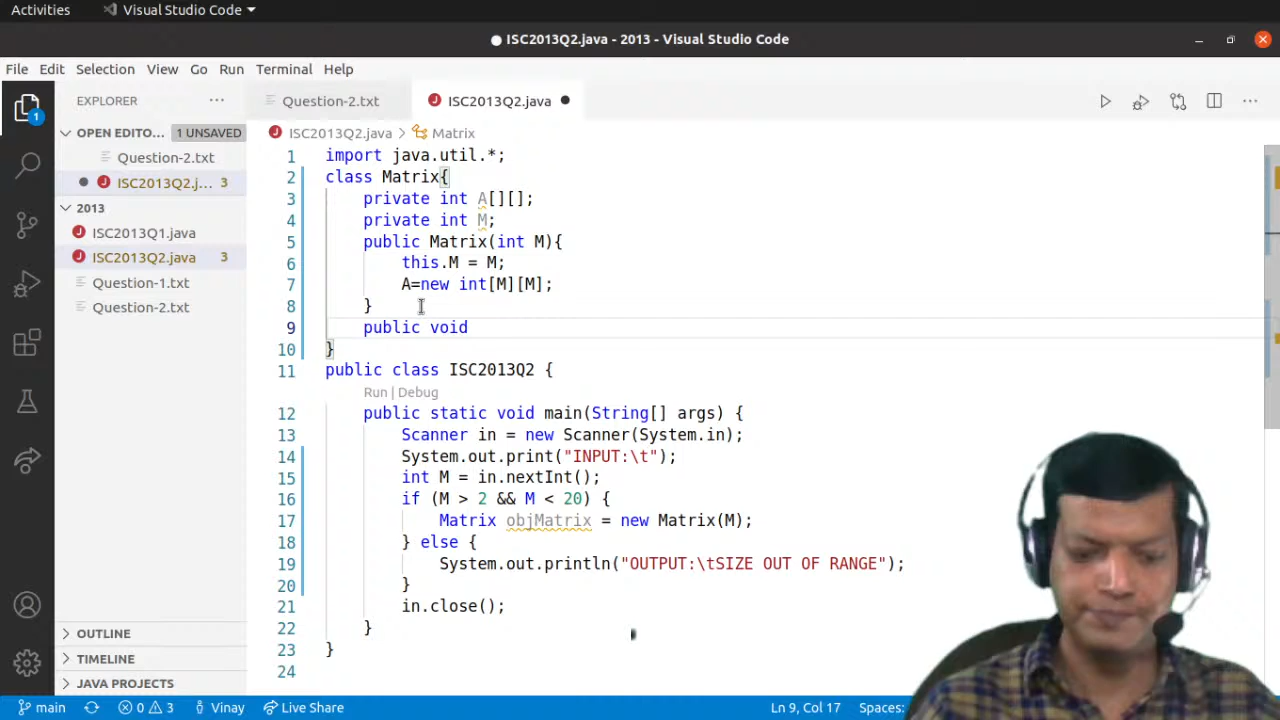 Activities
Visual Studio Code
ISC2013Q2.java - 2013 - Visual Studio Code
File Edit Selection View Go Run Terminal Help
EXPLORER
Question-2.txt
ISC2013Q2.java
OPEN EDITO... 1 UNSAVED
ISC2013Q2.java > Matrix
Question-2.txt
ISC2013Q2.j... 3
2013
ISC2013Q1.java
ISC2013Q2.java 3
Question-1.txt
Question-2.txt
OUTLINE
TIMELINE
JAVA PROJECTS
1
1 import java.util.*;
2 class Matrix{
3 private int A[][];
4 private int M;
5 public Matrix(int M){
6 this.M = M;
7 A=new int[M][M];
8 }
9 public void
10 }
11 public class ISC2013Q2 {
Run | Debug
12 public static void main(String[] args) {
13 Scanner in = new Scanner(System.in);
14 System.out.print("INPUT:\t");
15 int M = in.nextInt();
16 if (M > 2 && M < 20) {
17 Matrix objMatrix = new Matrix(M);
18 } else {
19 System.out.println("OUTPUT:\tSIZE OUT OF RANGE");
20 }
21 in.close();
22 }
23 }
24
main 0 3 Vinay Live Share Ln 9, Col 17 Spaces: